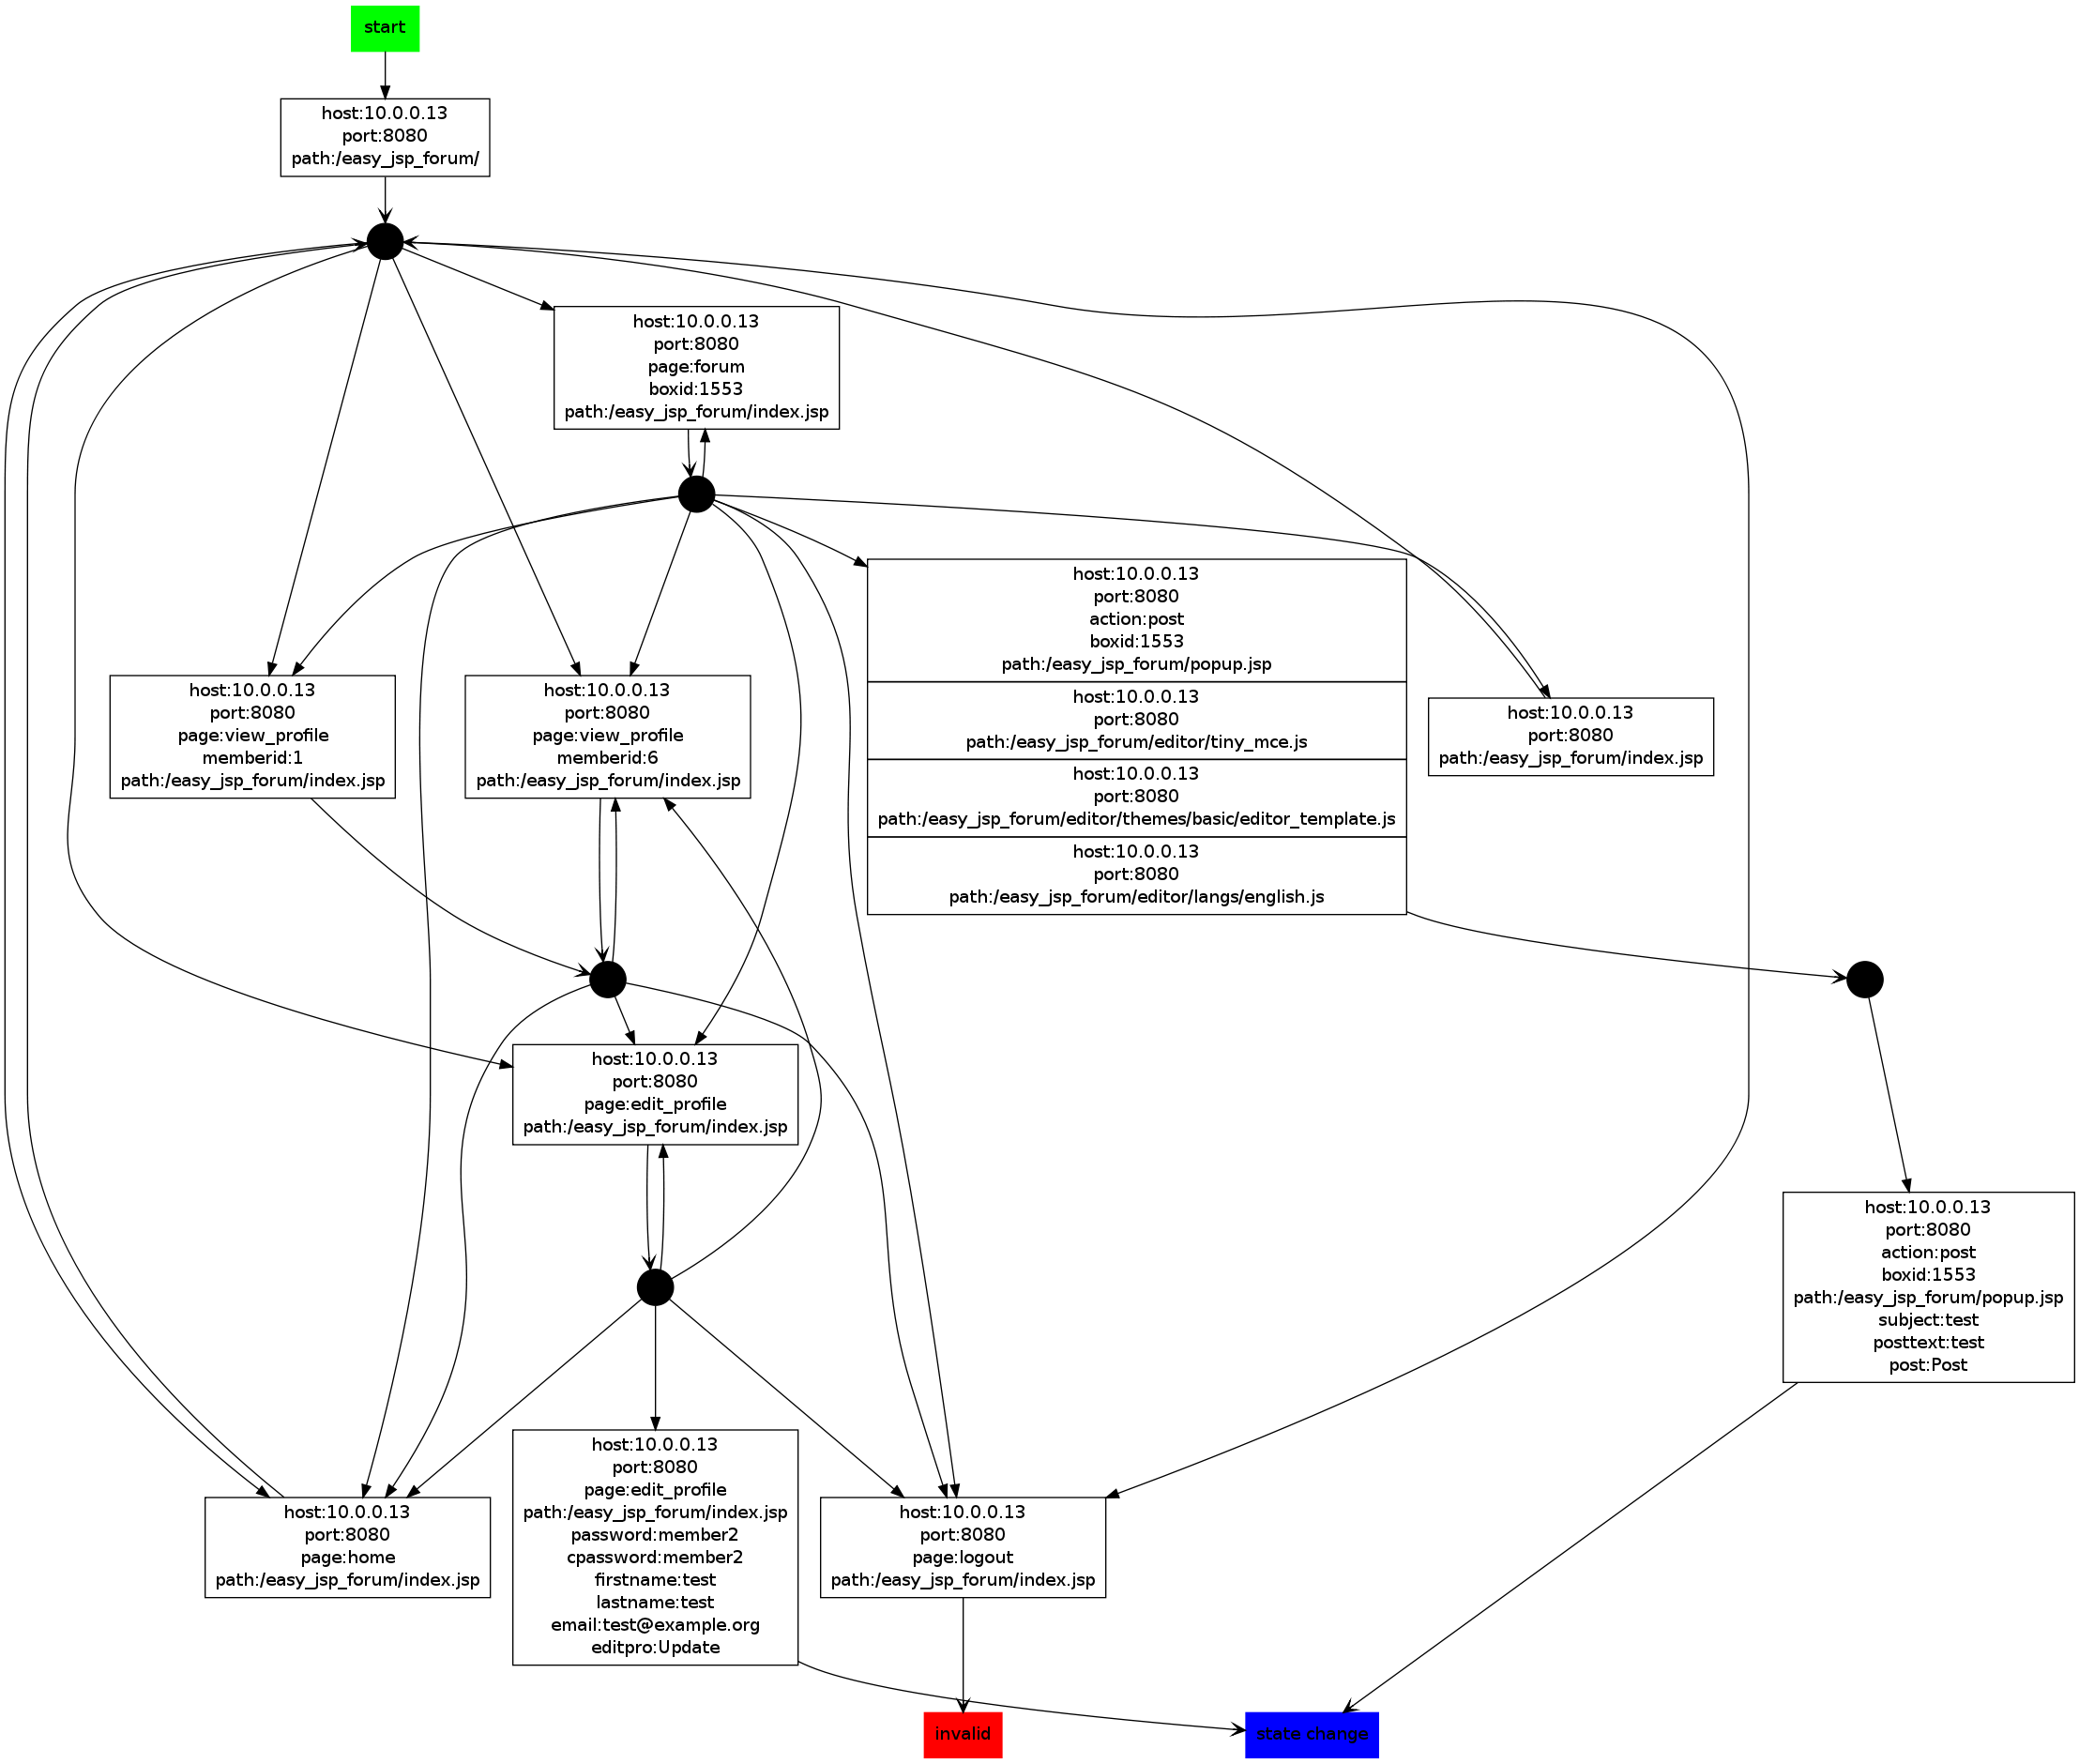 start
host:10.0.0.13
port:8080
path:/easy_jsp_forum/
host:10.0.0.13
port:8080
page:forum
boxid:1553
path:/easy_jsp_forum/index.jsp
host:10.0.0.13
port:8080
action:post
boxid:1553
path:/easy_jsp_forum/popup.jsp
host:10.0.0.13
port:8080
path:/easy_jsp_forum/editor/tiny_mce.js
host:10.0.0.13
port:8080
path:/easy_jsp_forum/editor/themes/basic/editor_template.js
host:10.0.0.13
port:8080
path:/easy_jsp_forum/editor/langs/english.js
host:10.0.0.13
port:8080
page:view_profile
memberid:1
path:/easy_jsp_forum/index.jsp
host:10.0.0.13
port:8080
page:view_profile
memberid:6
path:/easy_jsp_forum/index.jsp
host:10.0.0.13
port:8080
path:/easy_jsp_forum/index.jsp
host:10.0.0.13
port:8080
page:edit_profile
path:/easy_jsp_forum/index.jsp
host:10.0.0.13
port:8080
action:post
boxid:1553
path:/easy_jsp_forum/popup.jsp
subject:test
posttext:test
post:Post
host:10.0.0.13
port:8080
page:home
path:/easy_jsp_forum/index.jsp
host:10.0.0.13
port:8080
page:edit_profile
path:/easy_jsp_forum/index.jsp
password:member2
cpassword:member2
firstname:test
lastname:test
email:test@example.org
editpro:Update
host:10.0.0.13
port:8080
page:logout
path:/easy_jsp_forum/index.jsp
invalid
state change